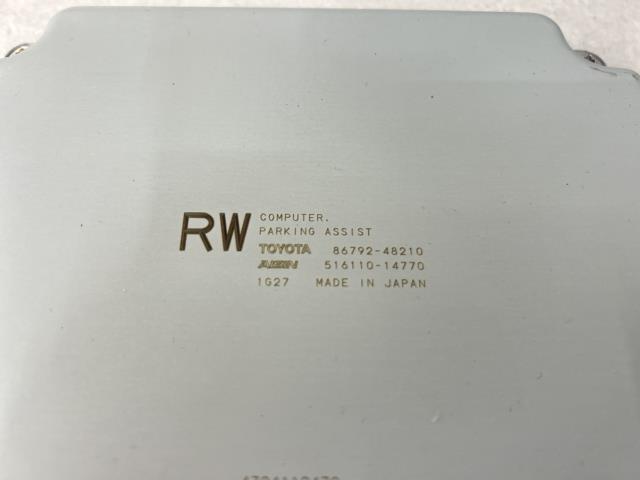 RW COMPUTER.
PARKING ASSIST
TOYOTA 86792-48210
AISIN 516110-14770
1G27 MADE IN JAPAN